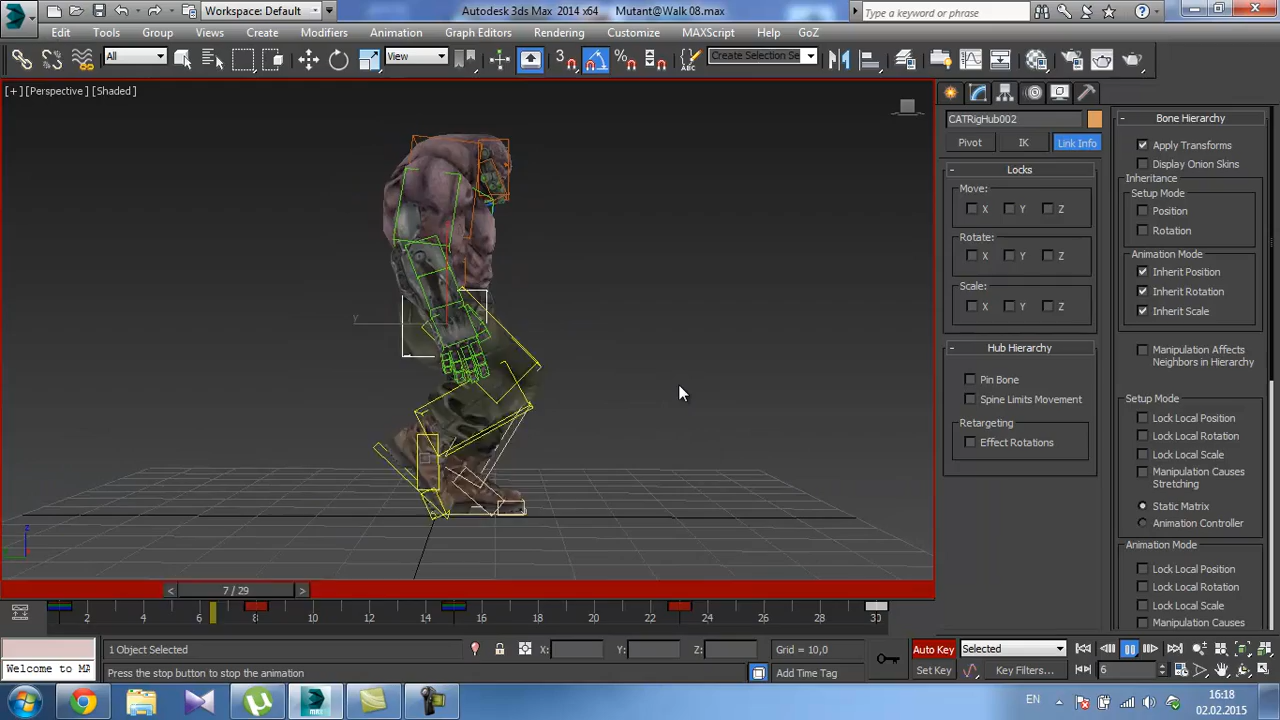 Workspace: Default
Autodesk 3ds Max 2014 x64 Mutant@Walk 08.max
Type a keyword or phrase
Edit Tools Group Views Create Modifiers Animation Graph Editors Rendering Customize MAXScript Help GoZ
All
View
3
Create Selection Se
[+] [Perspective] [Shaded]
CATRigHub002
Pivot IK Link Info
- Locks
Move:
X Y Z
Rotate:
X Y Z
Scale:
X Y Z
- Hub Hierarchy
Pin Bone
Spine Limits Movement
Retargeting
Effect Rotations
- Bone Hierarchy
Apply Transforms
Display Onion Skins
Inheritance
Setup Mode
Position
Rotation
Animation Mode
Inherit Position
Inherit Rotation
Inherit Scale
Manipulation Affects
Neighbors in Hierarchy
Setup Mode
Lock Local Position
Lock Local Rotation
Lock Local Scale
Manipulation Causes
Stretching
Static Matrix
Animation Controller
Animation Mode
Lock Local Position
Lock Local Rotation
Lock Local Scale
Manipulation Causes
y
z
< 7 / 29 >
2 4 6 8 10 12 14 16 18 20 22 24 26 28 30
1 Object Selected
X: Y: Z: Grid = 10,0
Auto Key Selected
Welcome to MA
Press the stop button to stop the animation
Add Time Tag
Set Key Key Filters... 6
EN
16:18
02.02.2015